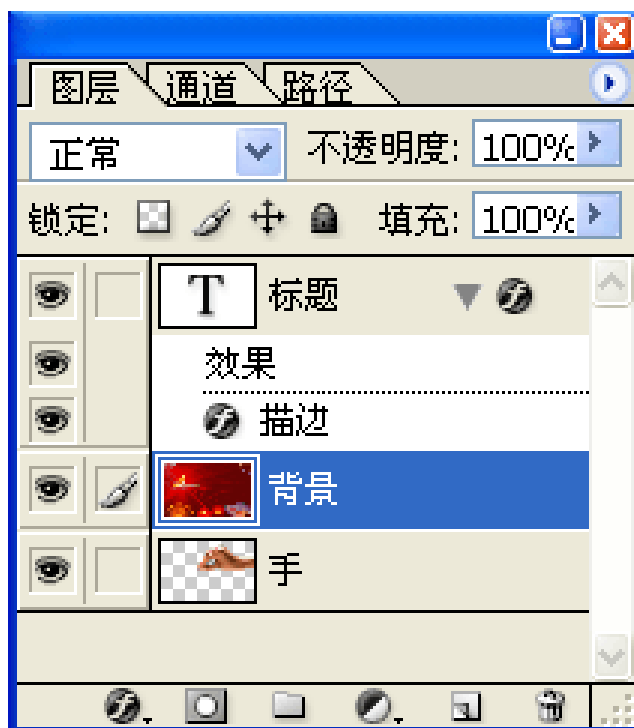 图层 通道 路径
正常 不透明度: 100%
锁定: 填充: 100%
T 标题
效果
描边
背景
手